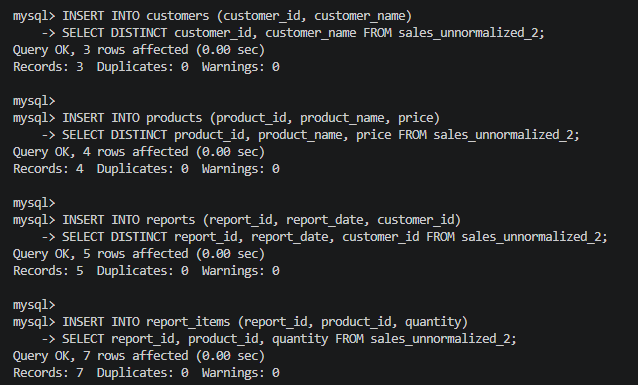 mysql> INSERT INTO customers (customer_id, customer_name)
    -> SELECT DISTINCT customer_id, customer_name FROM sales_unnormalized_2;
Query OK, 3 rows affected (0.00 sec)
Records: 3  Duplicates: 0  Warnings: 0

mysql>
mysql> INSERT INTO products (product_id, product_name, price)
    -> SELECT DISTINCT product_id, product_name, price FROM sales_unnormalized_2;
Query OK, 4 rows affected (0.00 sec)
Records: 4  Duplicates: 0  Warnings: 0

mysql>
mysql> INSERT INTO reports (report_id, report_date, customer_id)
    -> SELECT DISTINCT report_id, report_date, customer_id FROM sales_unnormalized_2;
Query OK, 5 rows affected (0.00 sec)
Records: 5  Duplicates: 0  Warnings: 0

mysql>
mysql> INSERT INTO report_items (report_id, product_id, quantity)
    -> SELECT report_id, product_id, quantity FROM sales_unnormalized_2;
Query OK, 7 rows affected (0.00 sec)
Records: 7  Duplicates: 0  Warnings: 0